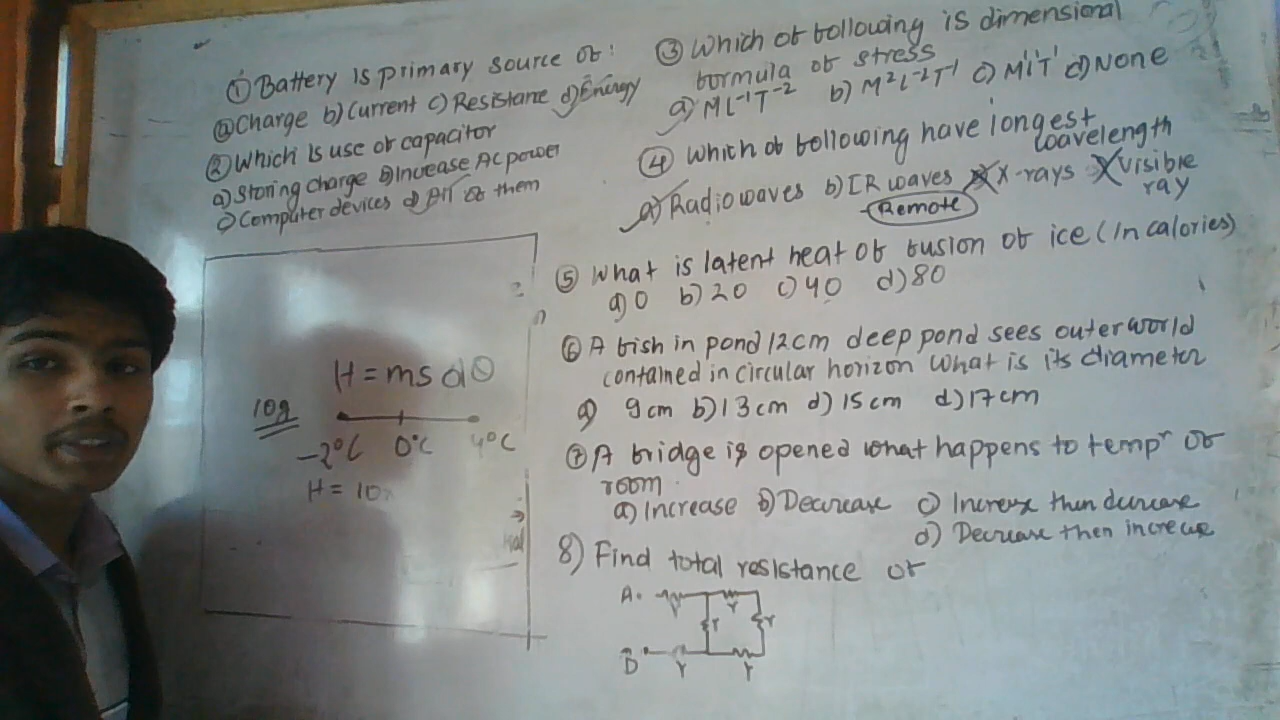 ① Battery is primary source of:
a) Charge b) Current c) Resistane d) Energy
② Which is use of capacitor
a) Storing charge b) Increase AC power
c) Computer devices d) All of them
③ Which of following is dimensional
formula of stress
a) ML⁻¹T⁻² b) M²L⁻²T⁻¹ c) M¹L¹T¹ d) None
④ Which of following have longest
wavelength
a) Radio waves b) IR waves X-rays visible
ray
Remote
⑤ What is latent heat of fusion of ice (In calories)
a) 0 b) 20 c) 40 d) 80
⑥ A fish in pond 12cm deep pond sees outer world
contained in circular horizon what is its diameter
a) 9cm b) 13cm d) 15cm d) 17cm
⑦ A fridge is opened what happens to tempʳ of
room.
a) Increase b) Decrease c) Increase then decrease
d) Decrease then increase
8) Find total resistance of
A r
r r
B r r
H = msdθ
10g
-2°C 0°C 4°C
H = 10